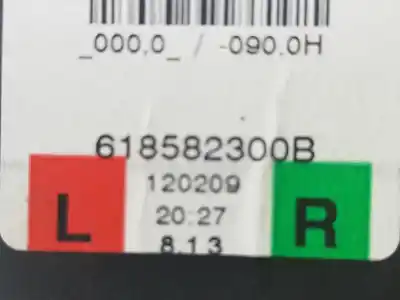 _000,0_ / -090,0H
618582300B
120209
L
20:27
R
8.1.3